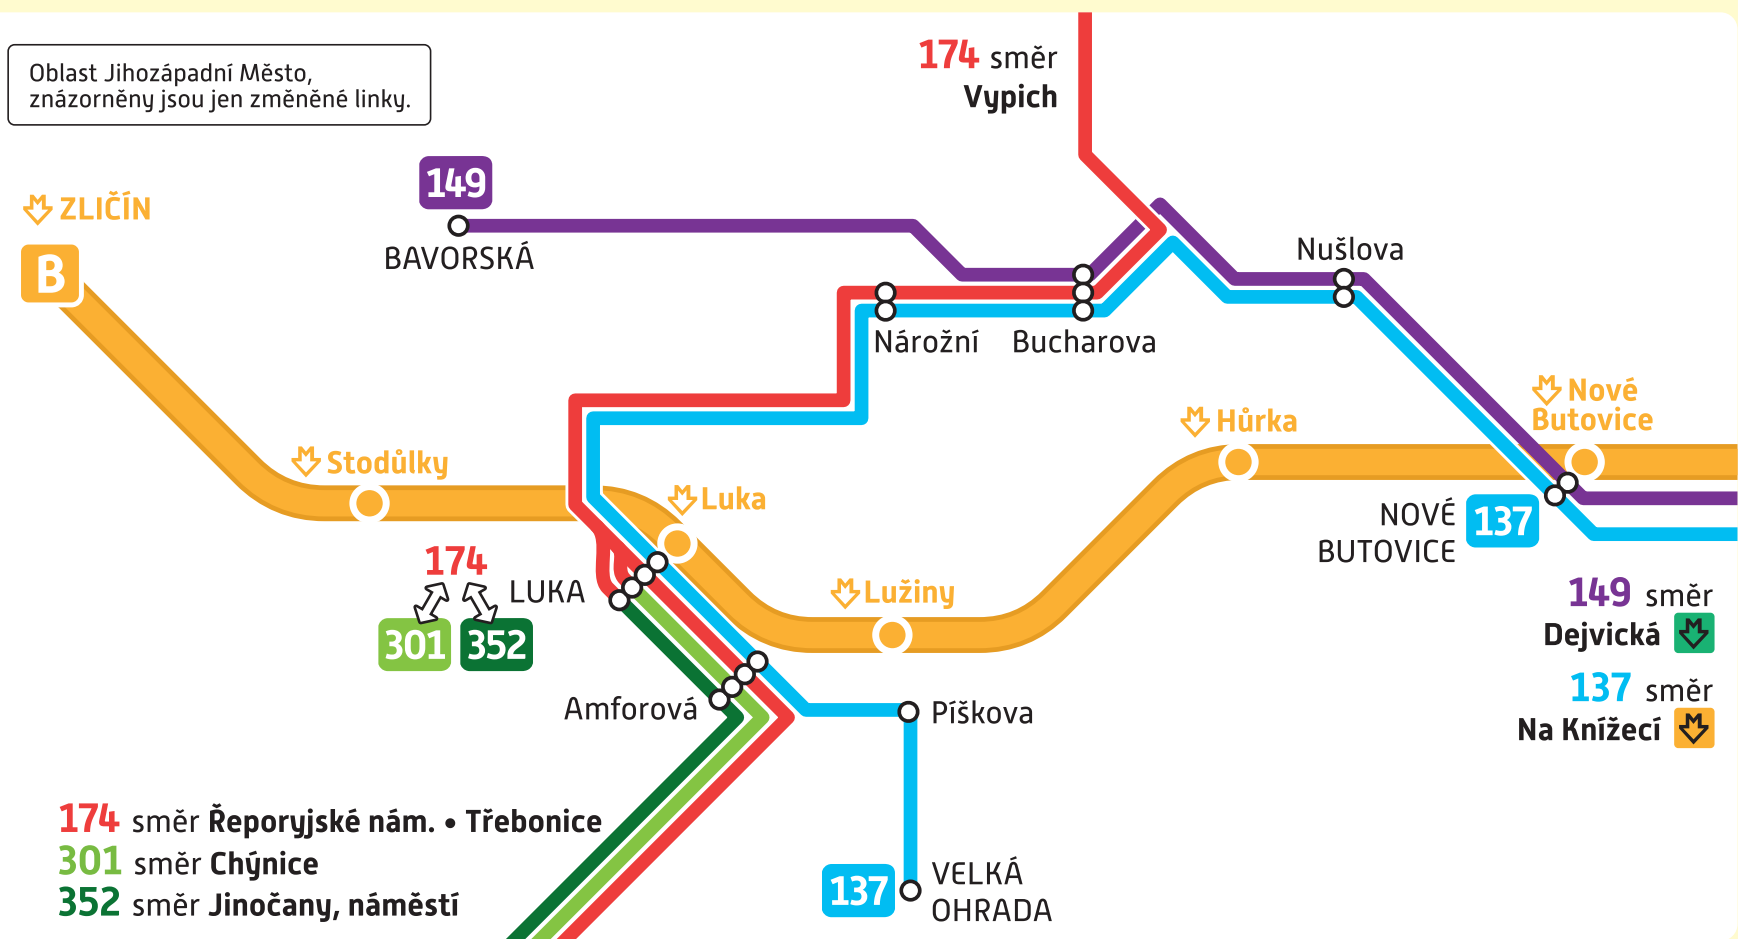 Oblast Jihozápadní Město,
znázorněny jsou jen změněné linky.
174 směr
Vypich
149
BAVORSKÁ
ZLIČÍN
B
Nušlova
Nárožní
Bucharova
Nové
Butovice
Hůrka
Stodůlky
Luka
NOVÉ
BUTOVICE
137
174
LUKA
301
352
Lužiny
149 směr
Dejvická
137 směr
Na Knížecí
Amforová
Píškova
174 směr Řeporyjské nám. • Třebonice
301 směr Chýnice
352 směr Jinočany, náměstí
137
VELKÁ
OHRADA